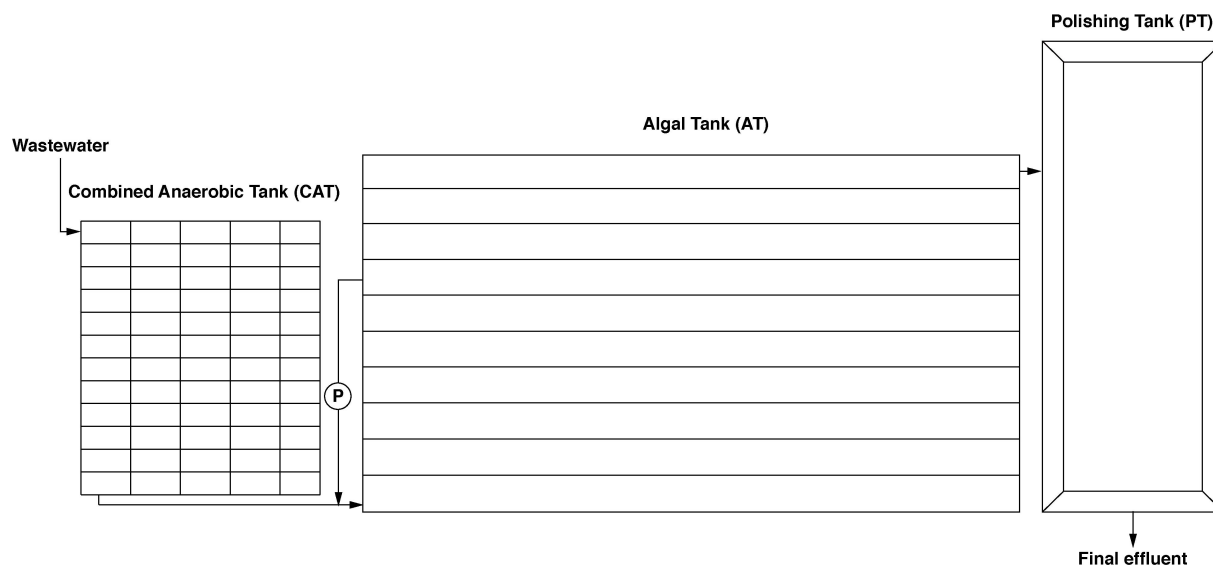 Polishing Tank (PT)
Algal Tank (AT)
Wastewater
Combined Anaerobic Tank (CAT)
P
Final effluent